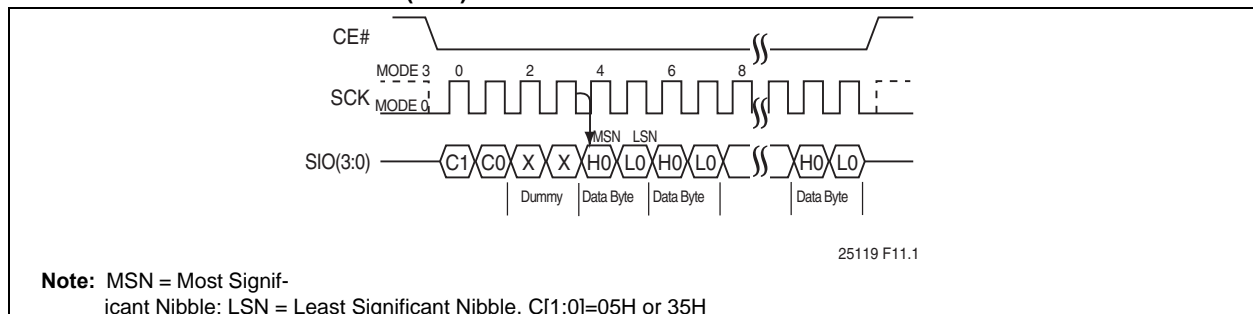 CE#
MODE 3 0 2 4 6 8
SCK
MODE 0
MSN LSN
SIO(3:0) C1 C0 X X H0 L0 H0 L0 H0 L0
Dummy Data Byte Data Byte Data Byte
25119 F11.1
Note: MSN = Most Signif-
icant Nibble; LSN = Least Significant Nibble, C[1:0]=05H or 35H